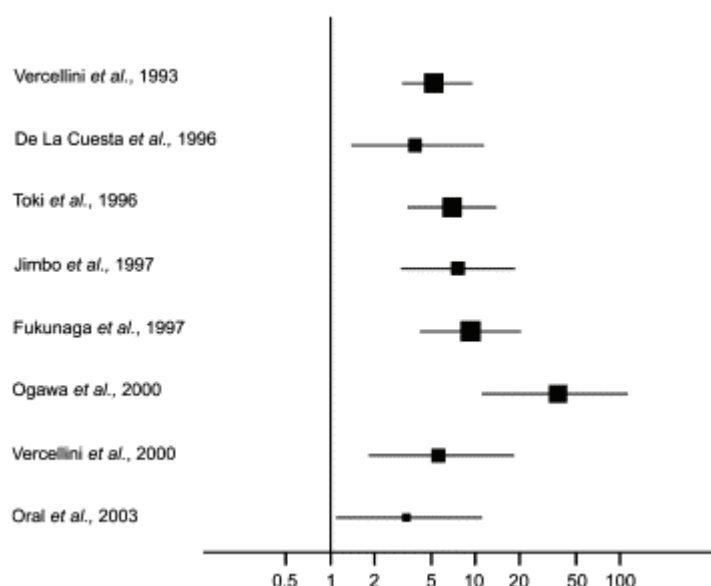 Vercellini et al., 1993
De La Cuesta et al., 1996
Toki et al., 1996
Jimbo et al., 1997
Fukunaga et al., 1997
Ogawa et al., 2000
Vercellini et al., 2000
Oral et al., 2003
0.5 1 2 5 10 20 50 100